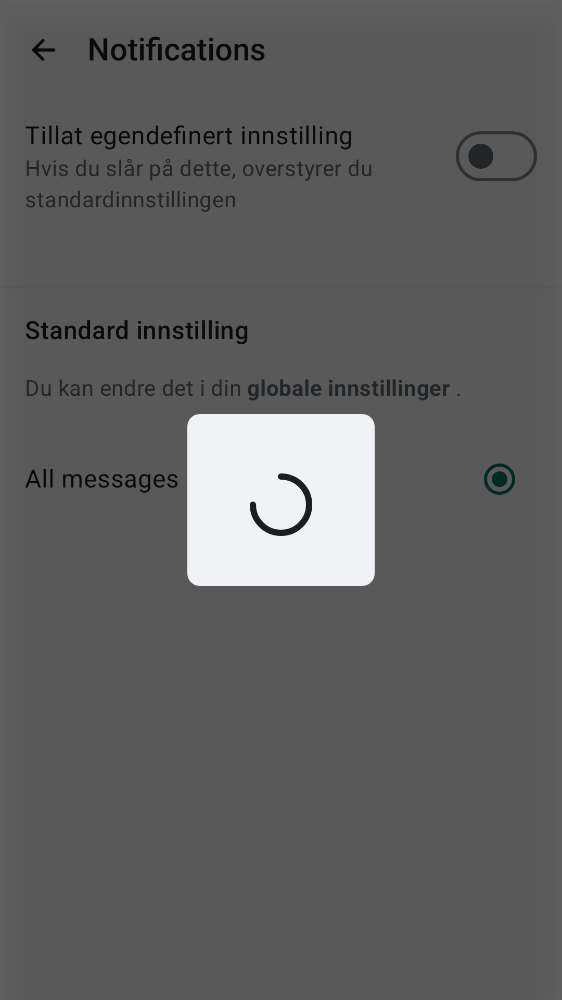 Notifications
Tillat egendefinert innstilling
Hvis du slår på dette, overstyrer du
standardinnstillingen
Standard innstilling
Du kan endre det i din globale innstillinger .
All messages